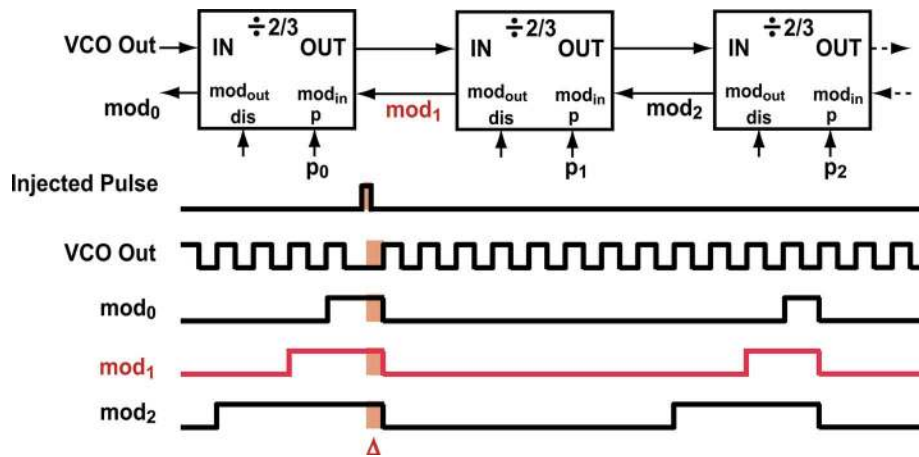 ÷2/3 ÷2/3 ÷2/3
VCO Out IN OUT IN OUT IN OUT
mod0 modout modin mod1 modout modin mod2 modout modin
dis p dis p dis p
p0 p1 p2
Injected Pulse
VCO Out
mod0
mod1
mod2
Δ